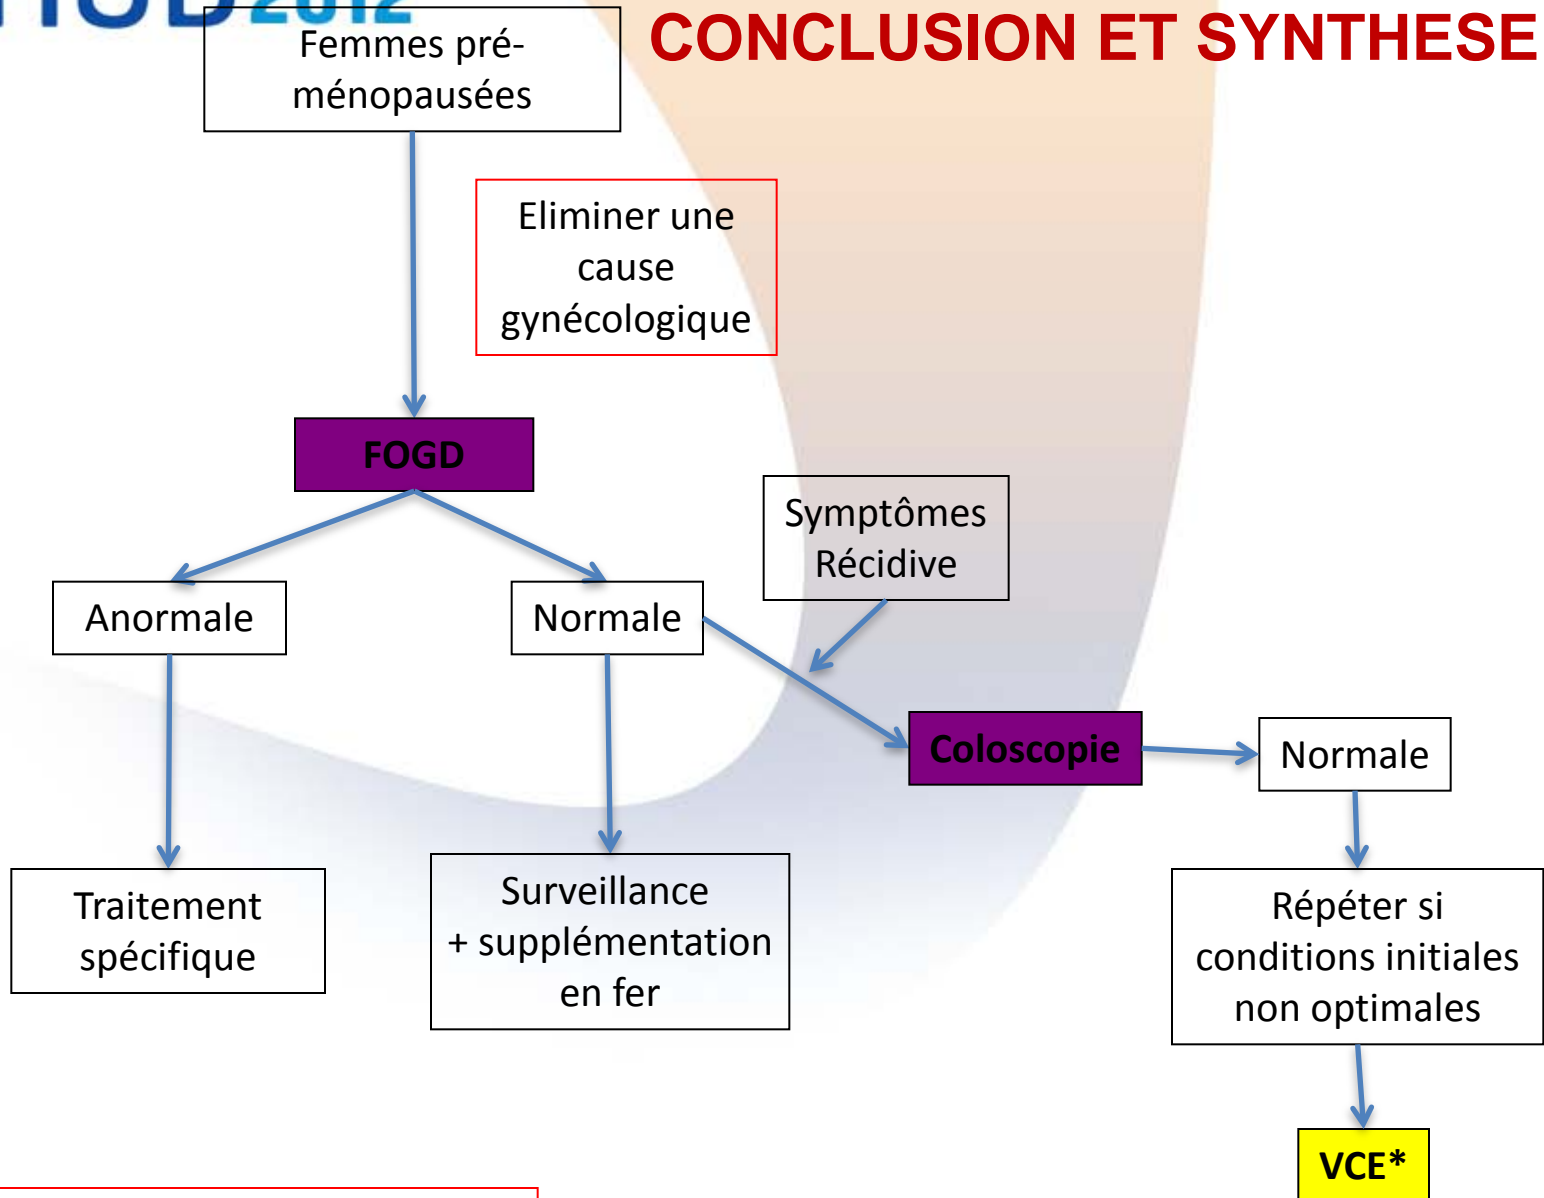 2012
CONCLUSION ET SYNTHESE
Femmes pré-
ménopausées
Eliminer une
cause
gynécologique
FOGD
Symptômes
Récidive
Anormale
Normale
Coloscopie
Normale
Traitement
spécifique
Surveillance
+ supplémentation
en fer
Répéter si
conditions initiales
non optimales
VCE*